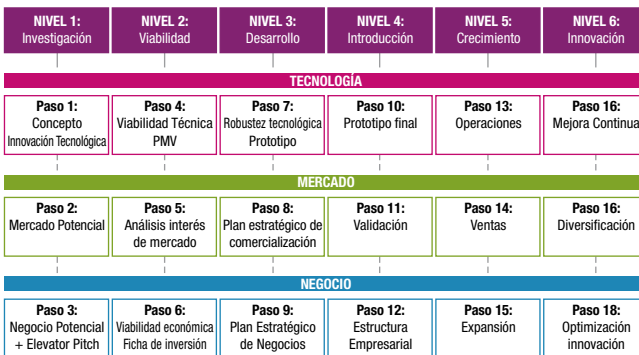 NIVEL 1:
Investigación
NIVEL 2:
Viabilidad
NIVEL 3:
Desarrollo
NIVEL 4:
Introducción
NIVEL 5:
Crecimiento
NIVEL 6:
Innovación
TECNOLOGÍA
Paso 1:
Concepto
Innovación Tecnológica
Paso 4:
Viabilidad Técnica
PMV
Paso 7:
Robustez tecnológica
Prototipo
Paso 10:
Prototipo final
Paso 13:
Operaciones
Paso 16:
Mejora Continua
MERCADO
Paso 2:
Mercado Potencial
Paso 5:
Análisis interés
de mercado
Paso 8:
Plan estratégico de
comercialización
Paso 11:
Validación
Paso 14:
Ventas
Paso 16:
Diversificación
NEGOCIO
Paso 3:
Negocio Potencial
+ Elevator Pitch
Paso 6:
Viabilidad económica
Ficha de inversión
Paso 9:
Plan Estratégico
de Negocios
Paso 12:
Estructura
Empresarial
Paso 15:
Expansión
Paso 18:
Optimización
innovación